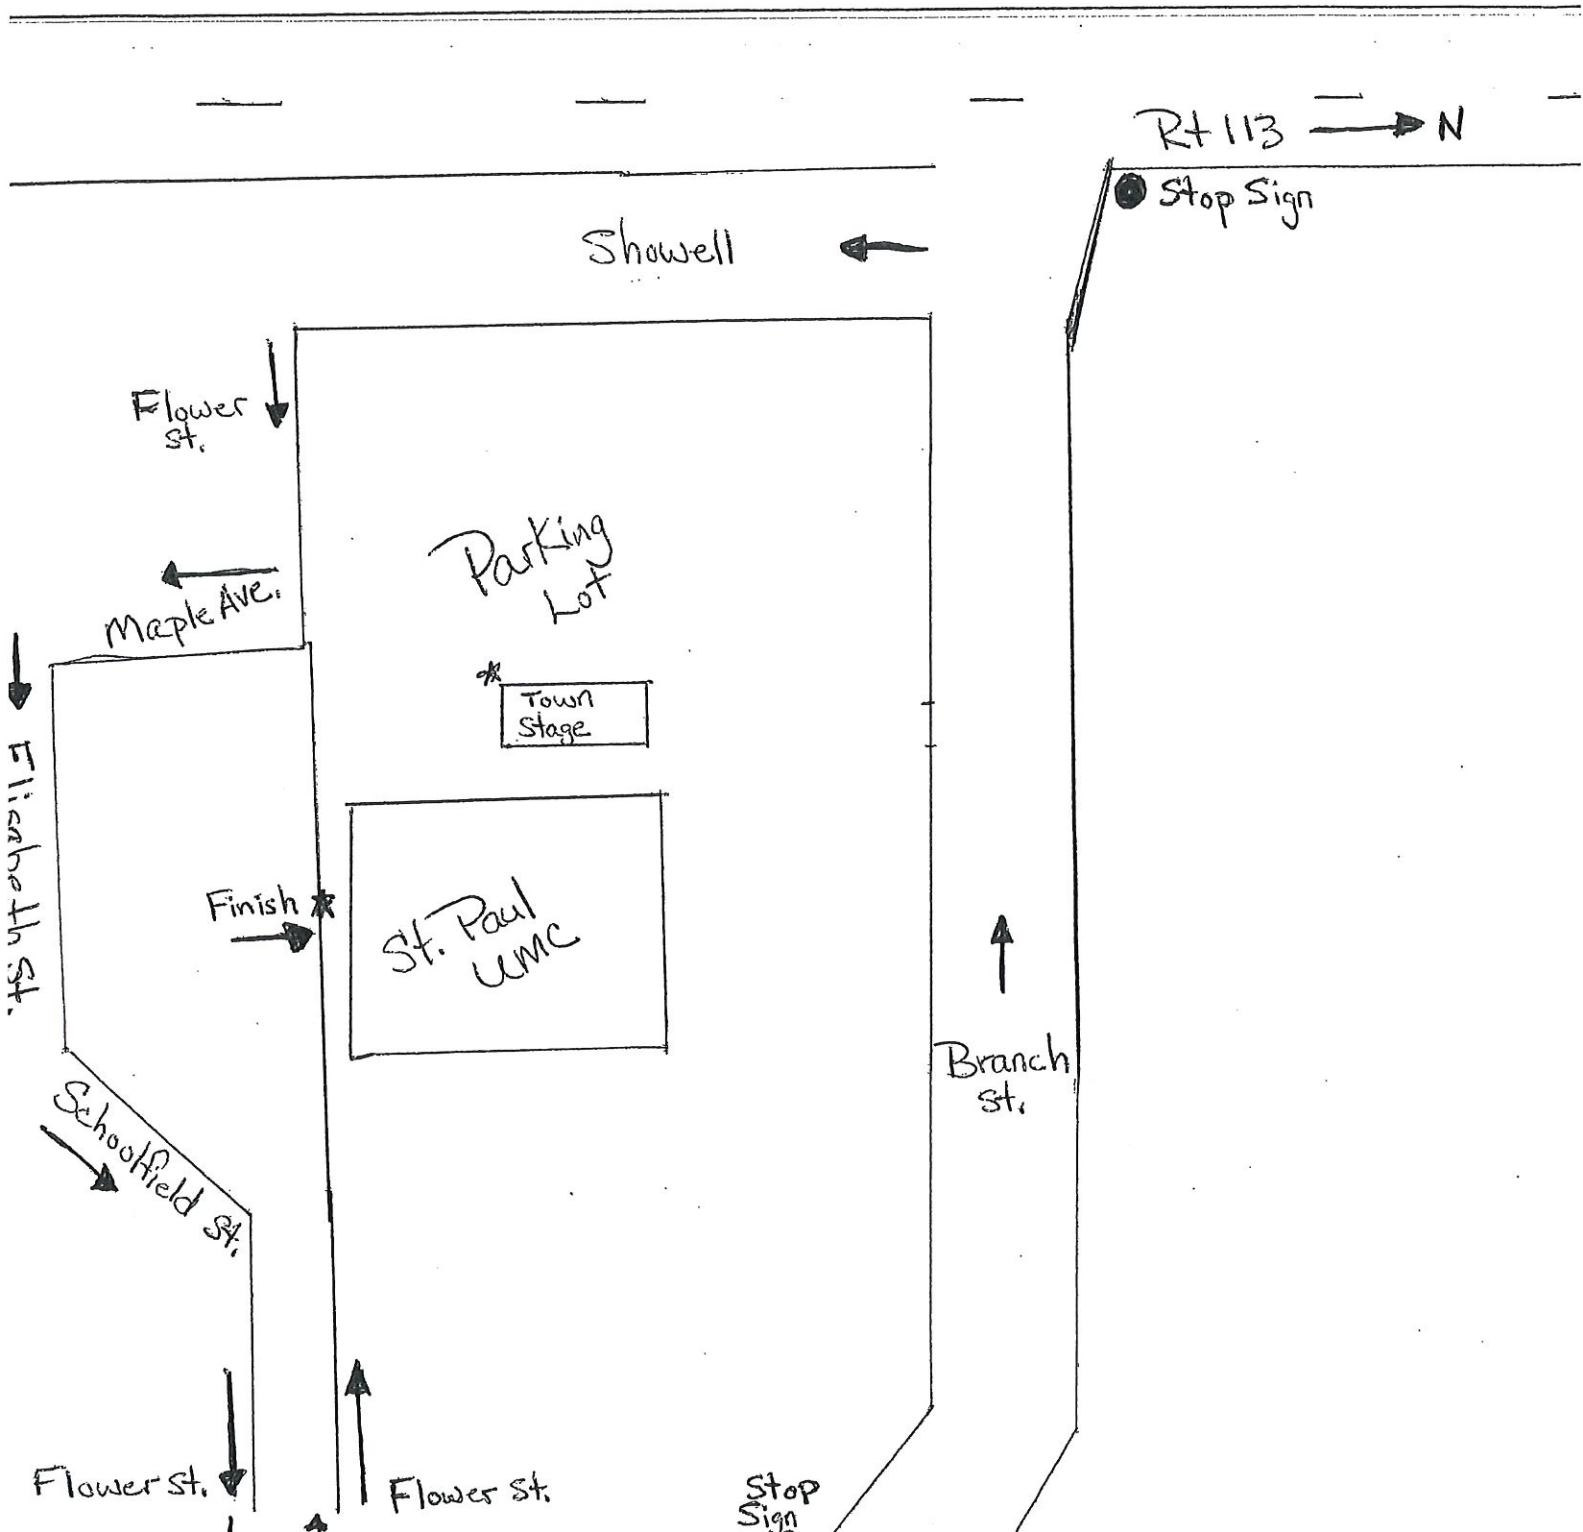 Rt 113 N
Stop Sign
Showell
Flower
St.
Parking
Lot
Maple Ave.
Town
Stage
Elizabeth St.
Finish
St. Paul
UMC
Branch
St.
Schoolfield St.
Flower St.
Flower St.
Stop
Sign